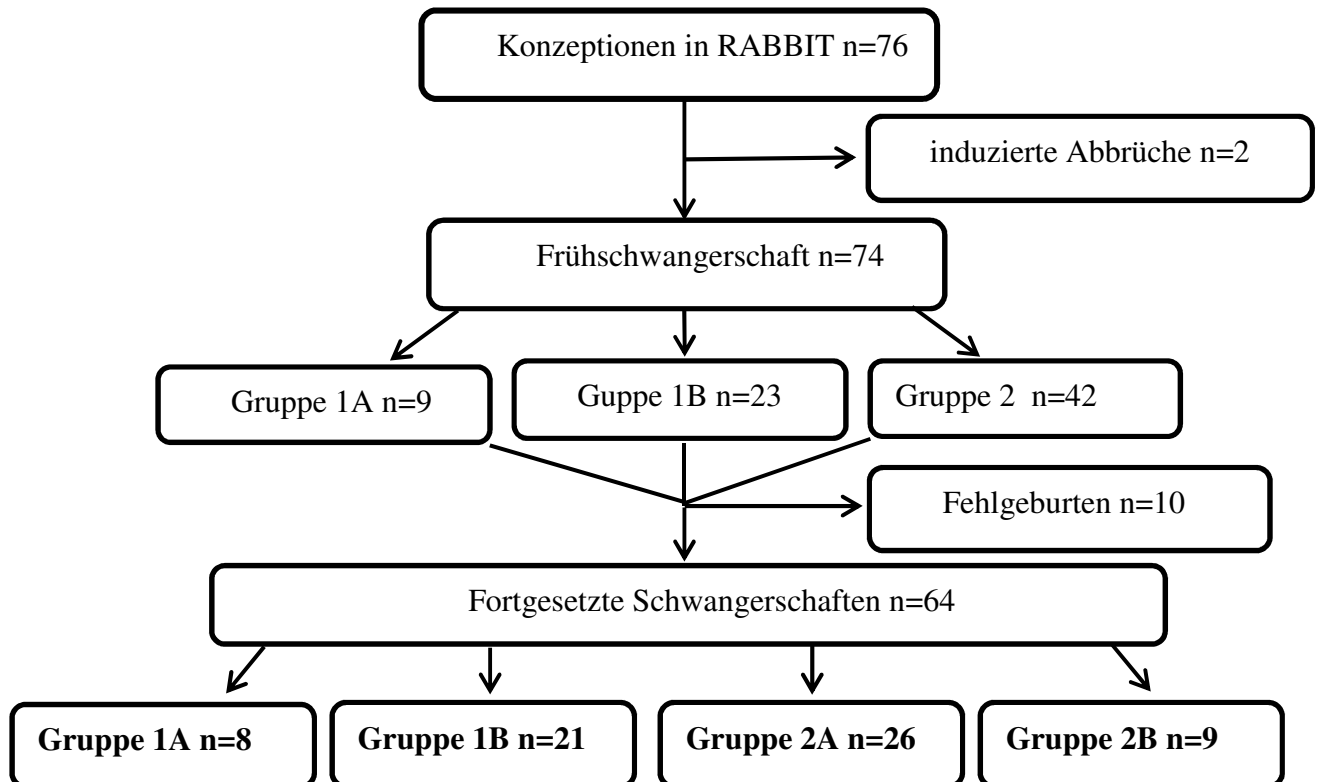 Konzeptionen in RABBIT n=76
induzierte Abbrüche n=2
Frühschwangerschaft n=74
Gruppe 1A n=9
Guppe 1B n=23
Gruppe 2 n=42
Fehlgeburten n=10
Fortgesetzte Schwangerschaften n=64
Gruppe 1A n=8
Gruppe 1B n=21
Gruppe 2A n=26
Gruppe 2B n=9